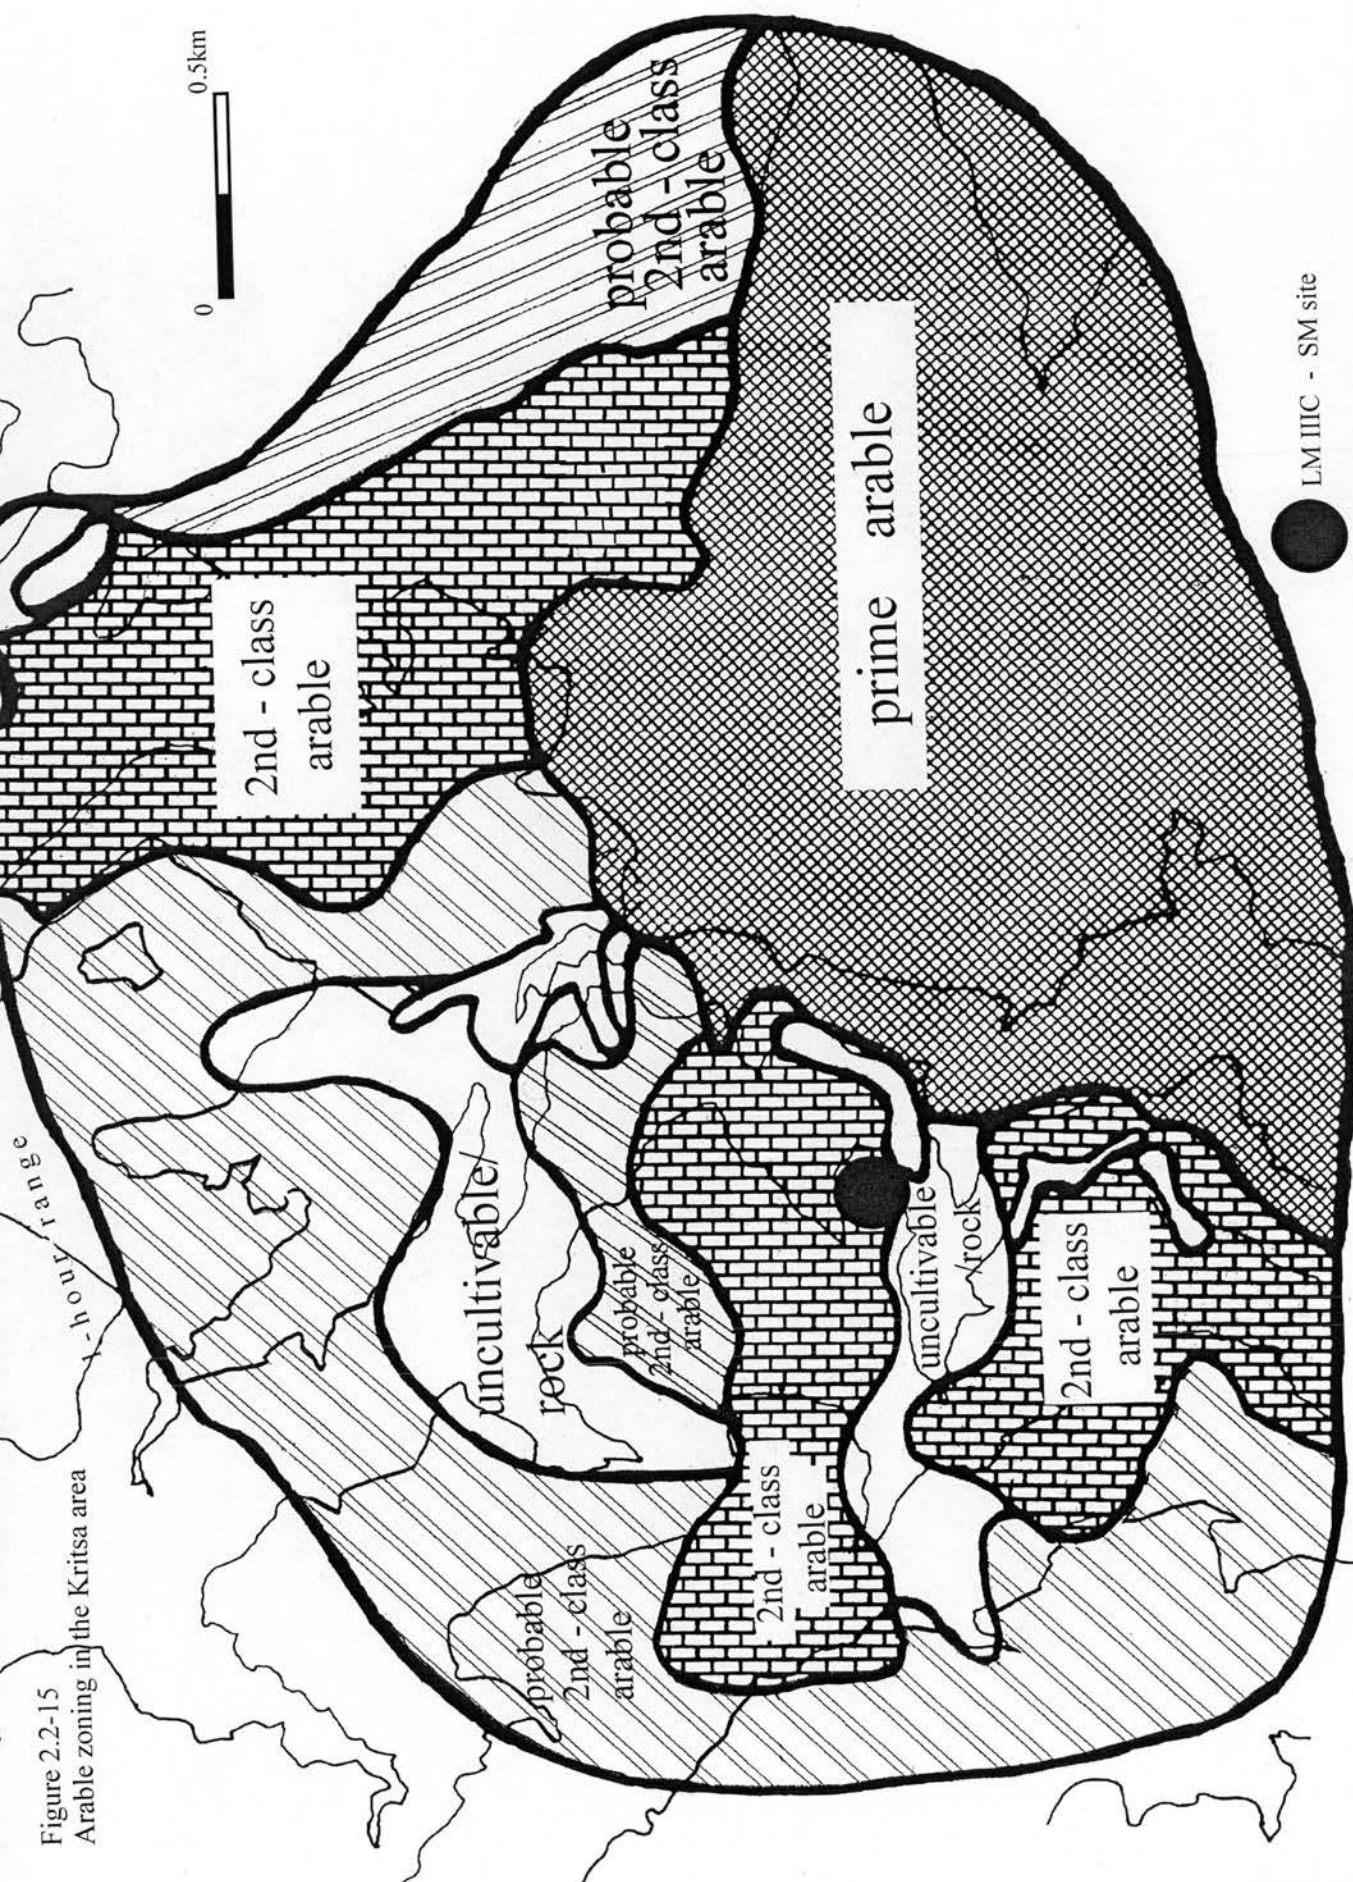 Figure 2.2-15
Arable zoning in the Kritsa area
-hour range
0
0.5km
2nd - class
arable
probable
2nd - class
arable
uncultivable/
rock
probable
2nd - class
arable
probable
2nd - class
arable
2nd - class
arable
uncultivable
/rock
prime arable
2nd - class
arable
LM IIIC - SM site